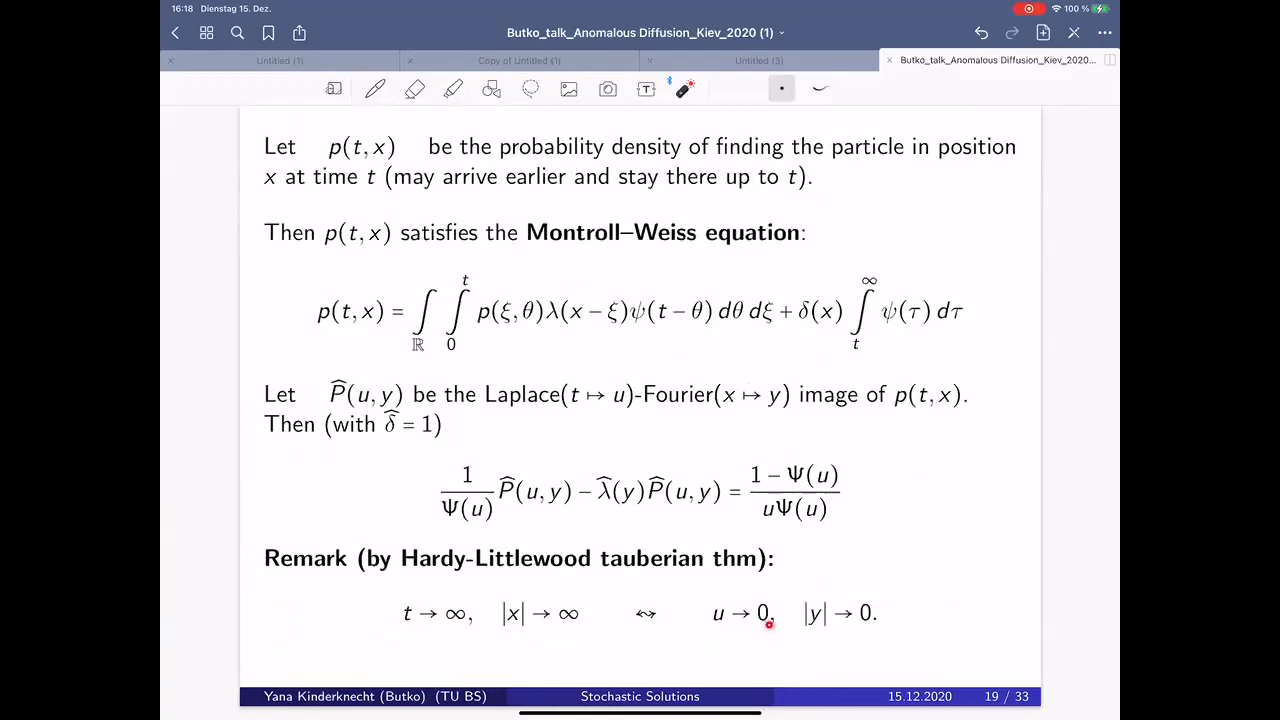 16:18 Dienstag 15. Dez.
100 %
Butko_talk_Anomalous Diffusion_Kiev_2020 (1)
Untitled (1) Copy of Untitled (1) Untitled (3) Butko_talk_Anomalous Diffusion_Kiev_2020...
Let p(t, x) be the probability density of finding the particle in position
x at time t (may arrive earlier and stay there up to t).
Then p(t, x) satisfies the Montroll–Weiss equation:
p(t, x) = ∫_ℝ ∫_0^t p(ξ, θ)λ(x − ξ)ψ(t − θ) dθ dξ + δ(x) ∫_t^∞ ψ(τ) dτ
Let P̂(u, y) be the Laplace(t ↦ u)-Fourier(x ↦ y) image of p(t, x).
Then (with δ̂ = 1)
1/Ψ(u) P̂(u, y) − λ̂(y)P̂(u, y) = (1 − Ψ(u))/(uΨ(u))
Remark (by Hardy-Littlewood tauberian thm):
t → ∞, |x| → ∞ ↭ u → 0, |y| → 0.
Yana Kinderknecht (Butko) (TU BS) Stochastic Solutions 15.12.2020 19 / 33